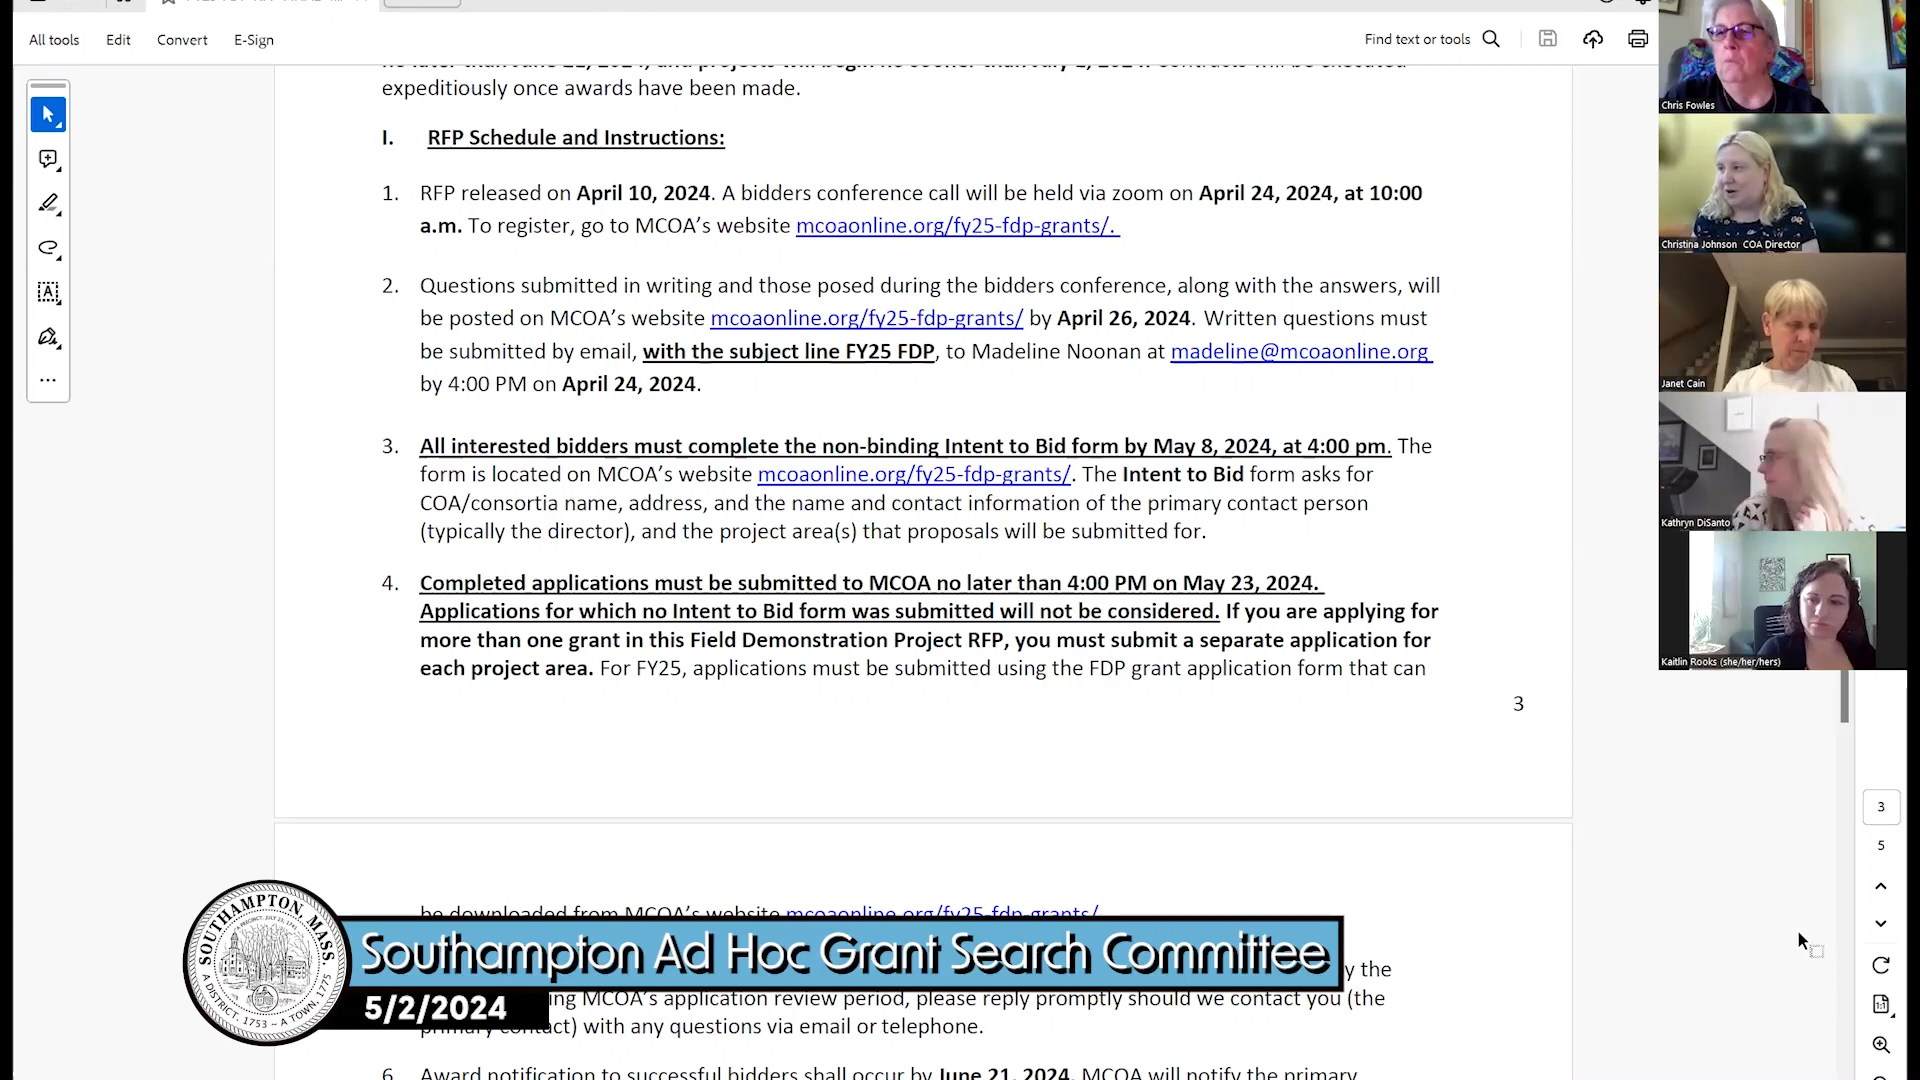 All tools Edit Convert E-Sign Find text or tools
expeditiously once awards have been made.
I. RFP Schedule and Instructions:
1. RFP released on April 10, 2024. A bidders conference call will be held via zoom on April 24, 2024, at 10:00
a.m. To register, go to MCOA’s website mcoaonline.org/fy25-fdp-grants/.
2. Questions submitted in writing and those posed during the bidders conference, along with the answers, will
be posted on MCOA’s website mcoaonline.org/fy25-fdp-grants/ by April 26, 2024. Written questions must
be submitted by email, with the subject line FY25 FDP, to Madeline Noonan at madeline@mcoaonline.org
by 4:00 PM on April 24, 2024.
3. All interested bidders must complete the non-binding Intent to Bid form by May 8, 2024, at 4:00 pm. The
form is located on MCOA’s website mcoaonline.org/fy25-fdp-grants/. The Intent to Bid form asks for
COA/consortia name, address, and the name and contact information of the primary contact person
(typically the director), and the project area(s) that proposals will be submitted for.
4. Completed applications must be submitted to MCOA no later than 4:00 PM on May 23, 2024.
Applications for which no Intent to Bid form was submitted will not be considered. If you are applying for
more than one grant in this Field Demonstration Project RFP, you must submit a separate application for
each project area. For FY25, applications must be submitted using the FDP grant application form that can
3
be downloaded from MCOA’s website mcoaonline.org/fy25-fdp-grants/
y the
ng MCOA’s application review period, please reply promptly should we contact you (the
primary contact) with any questions via email or telephone.
6. Award notification to successful bidders shall occur by June 21, 2024. MCOA will notify the primary
Southampton Ad Hoc Grant Search Committee
5/2/2024
SOUTHAMPTON, MASS.
A DISTRICT, 1753 ~ A TOWN, 1775
Chris Fowles
Christina Johnson COA Director
Janet Cain
Kathryn DiSanto
Kaitlin Rooks (she/her/hers)
3
5